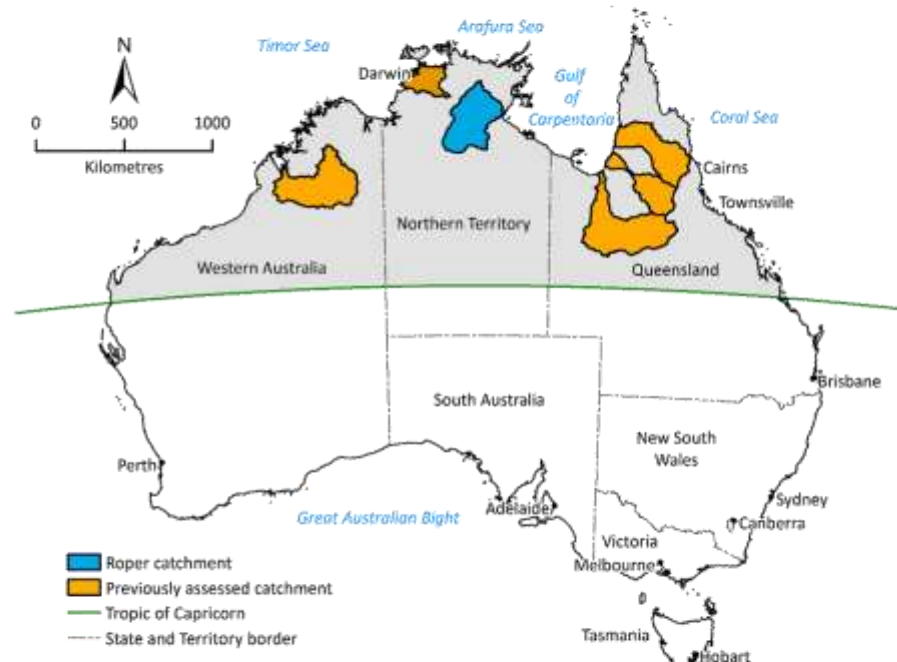 Timor Sea
Arafura Sea
N
Darwin
Gulf
of
Carpentaria
Coral Sea
0 500 1000
Kilometres
Cairns
Townsville
Northern Territory
Western Australia
Queensland
Brisbane
South Australia
New South
Wales
Perth
Sydney
Adelaide
Great Australian Bight
Canberra
Victoria
Melbourne
Roper catchment
Previously assessed catchment
Tropic of Capricorn
State and Territory border
Tasmania
Hobart